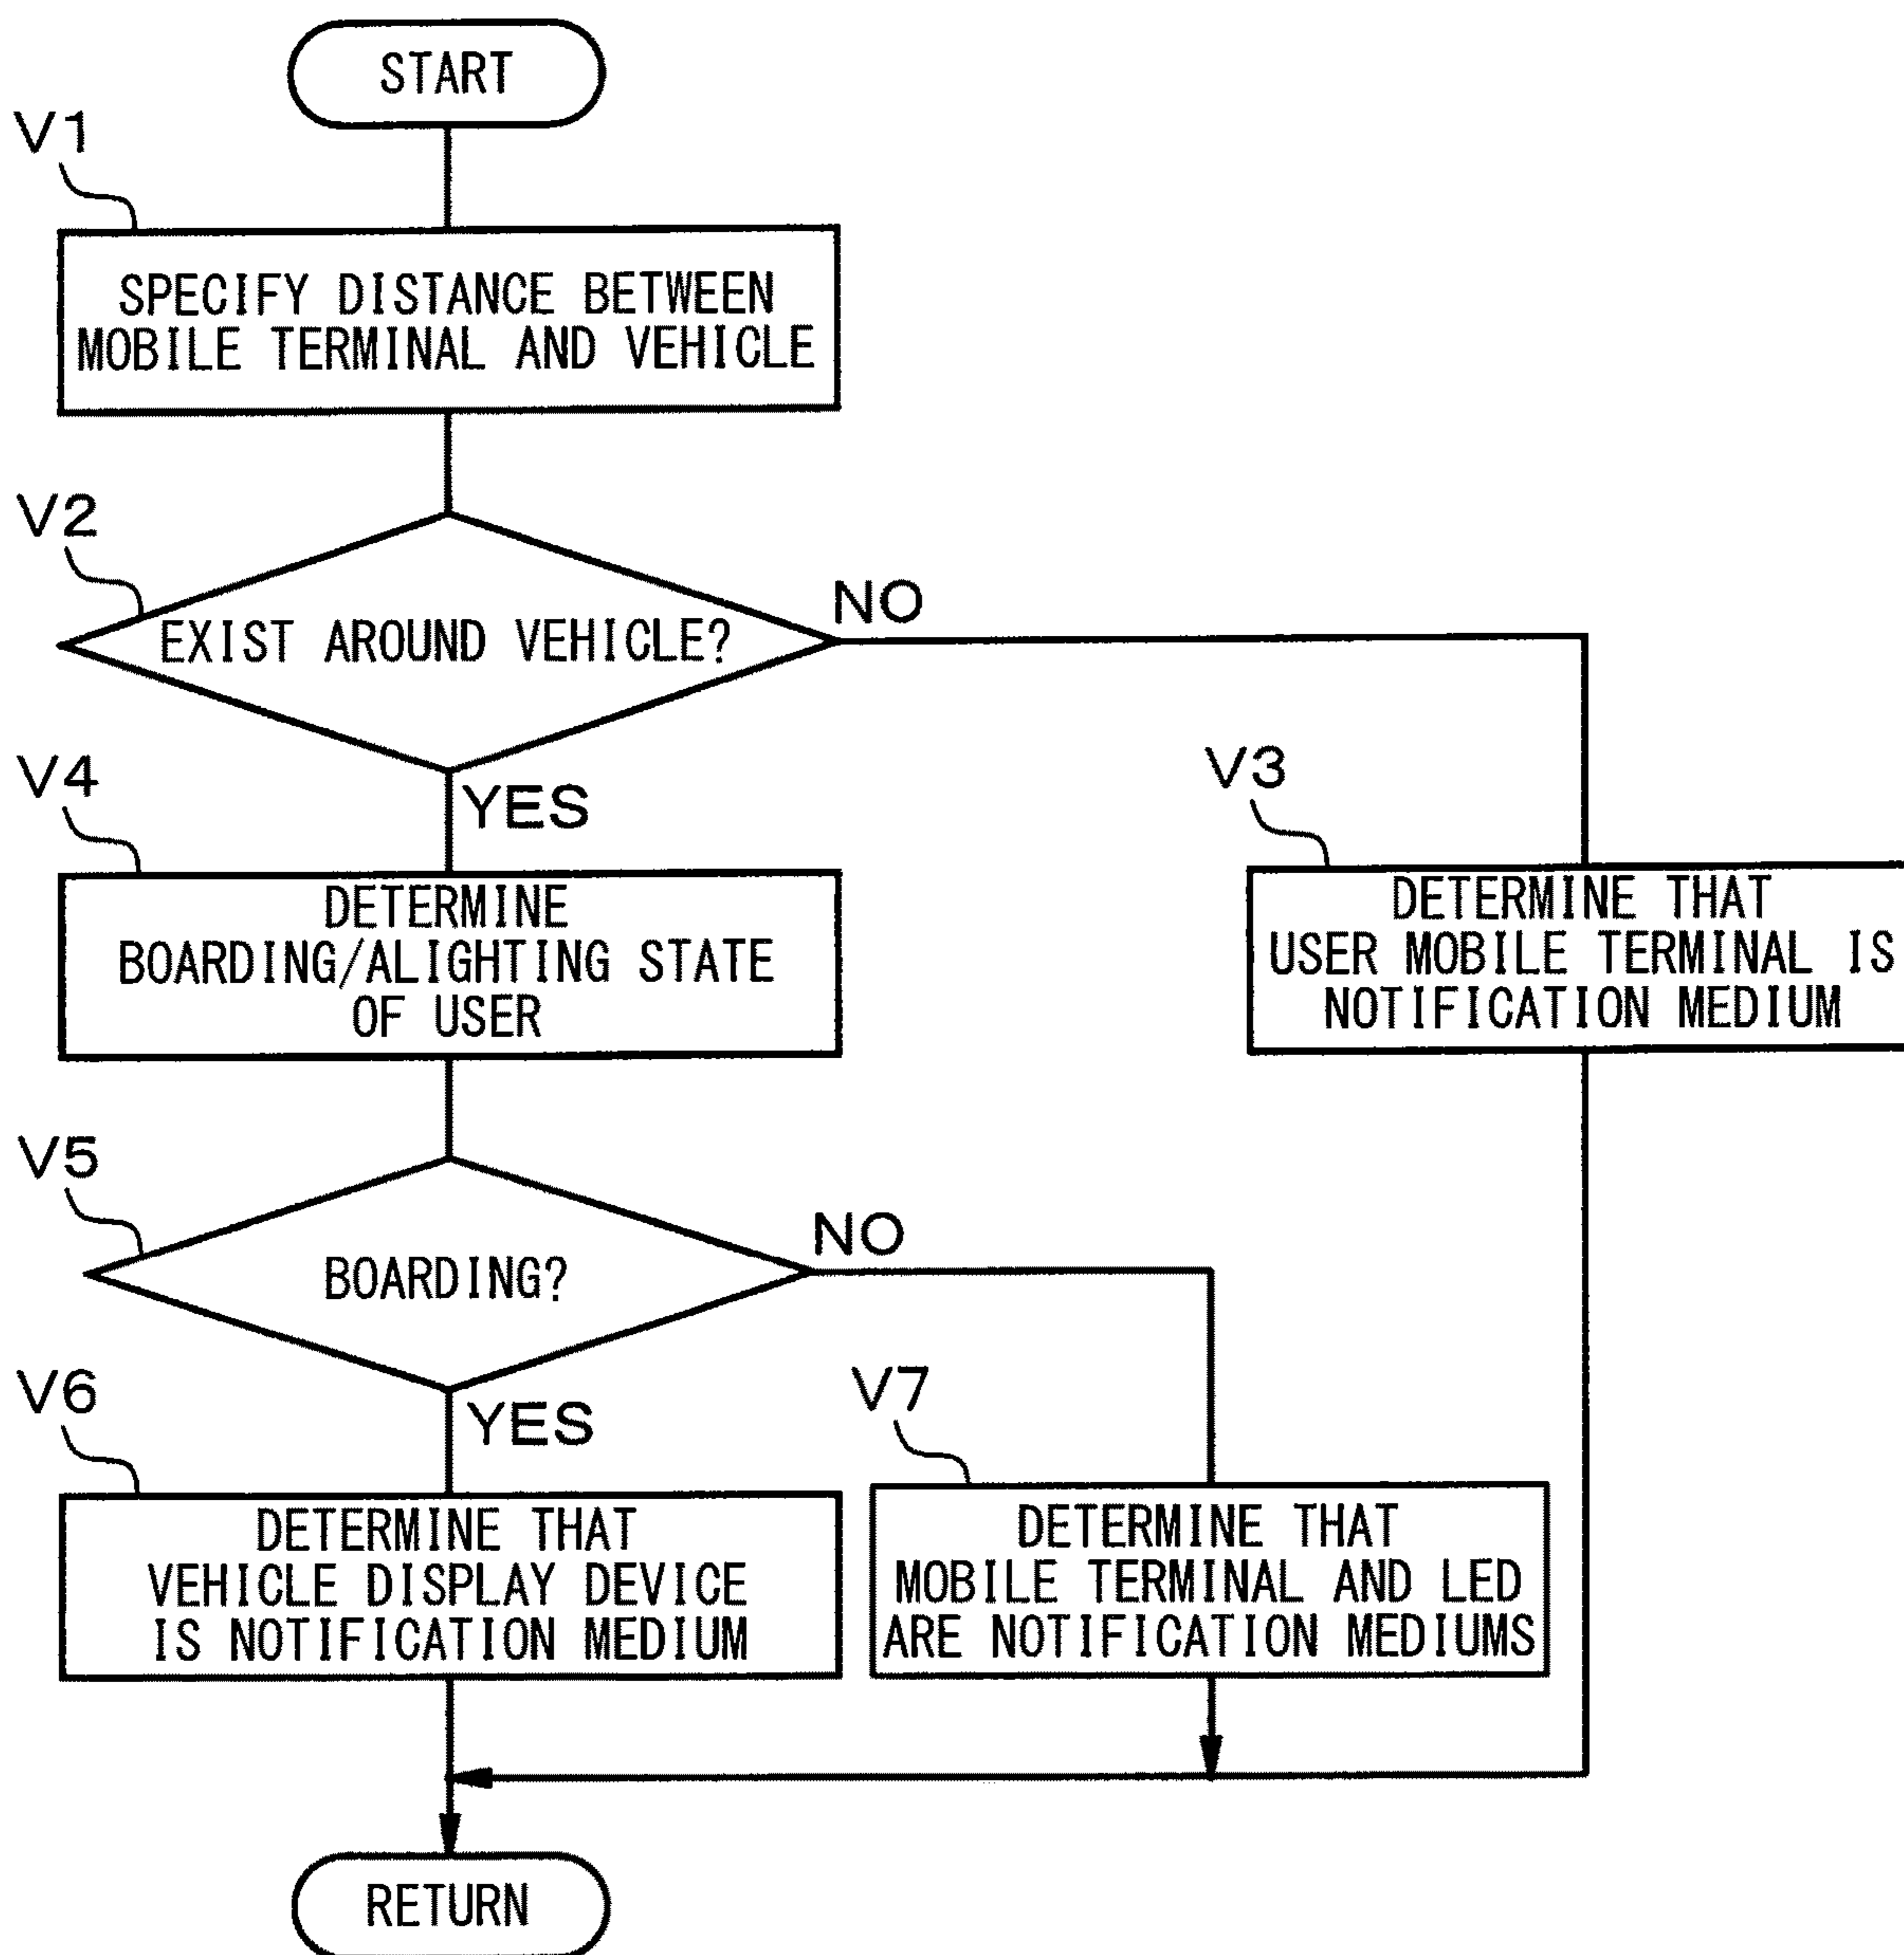 START
V1
SPECIFY DISTANCE BETWEEN
MOBILE TERMINAL AND VEHICLE
V2
EXIST AROUND VEHICLE?
NO
YES
V3
DETERMINE THAT
USER MOBILE TERMINAL IS
NOTIFICATION MEDIUM
V4
DETERMINE
BOARDING/ALIGHTING STATE
OF USER
V5
BOARDING?
NO
YES
V6
DETERMINE THAT
VEHICLE DISPLAY DEVICE
IS NOTIFICATION MEDIUM
V7
DETERMINE THAT
MOBILE TERMINAL AND LED
ARE NOTIFICATION MEDIUMS
RETURN